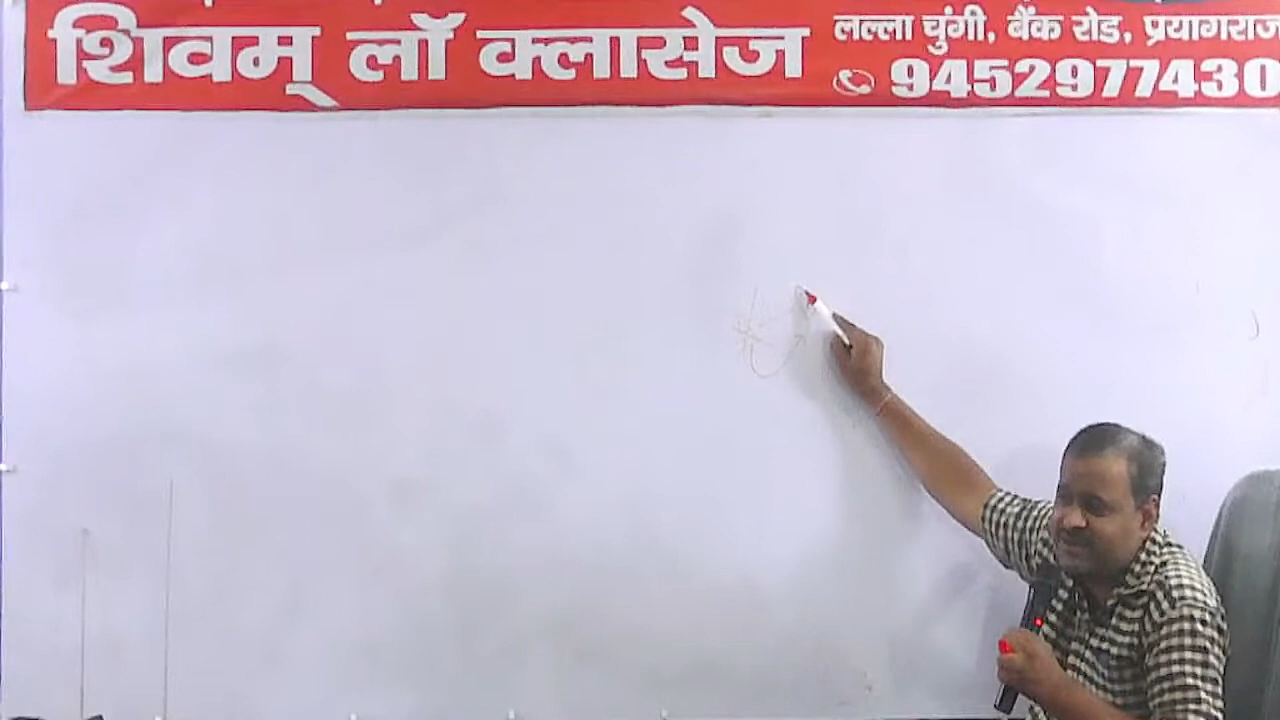 शिवम् लॉ क्लासेज
लल्ला चुंगी, बैंक रोड, प्रयागराज
9452977430